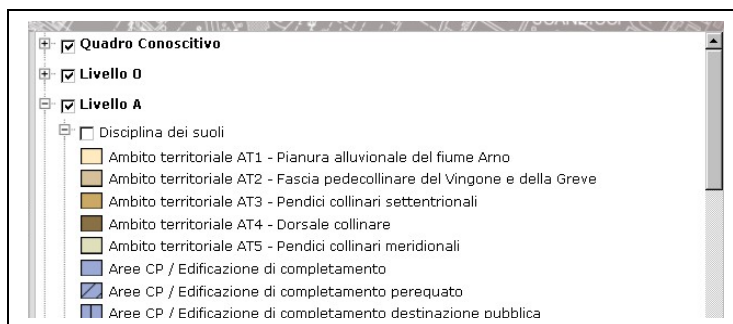 Quadro Conoscitivo
Livello 0
Livello A
Disciplina dei suoli
Ambito territoriale AT1 - Pianura alluvionale del fiume Arno
Ambito territoriale AT2 - Fascia pedecollinare del Vingone e della Greve
Ambito territoriale AT3 - Pendici collinari settentrionali
Ambito territoriale AT4 - Dorsale collinare
Ambito territoriale AT5 - Pendici collinari meridionali
Aree CP / Edificazione di completamento
Aree CP / Edificazione di completamento perequato
Aree CP / Edificazione di completamento destinazione pubblica